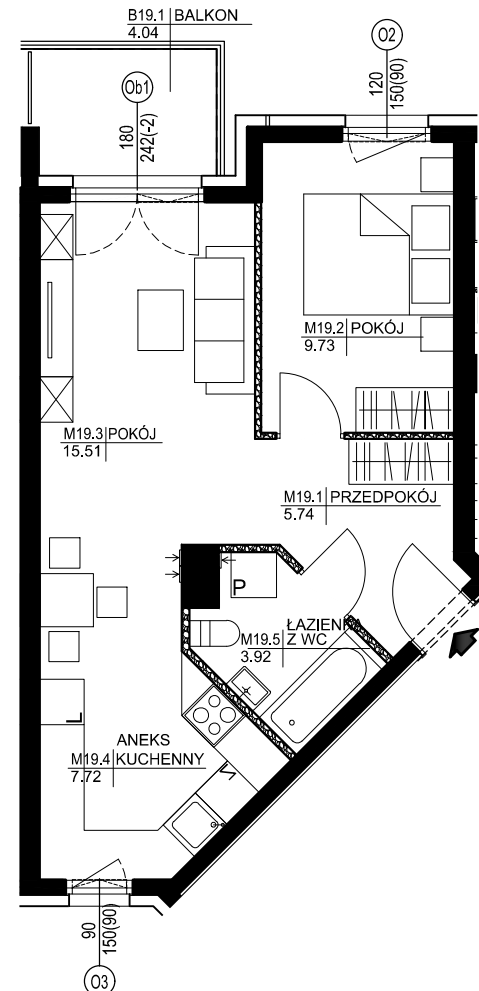 B19.1 BALKON
4.04
O2
120
150(90)
Ob1
180
242(-2)
M19.2 POKÓJ
9.73
M19.3 POKÓJ
15.51
M19.1 PRZEDPOKÓJ
5.74
P
ŁAZIENK
M19.5 Z WC
3.92
L
ANEKS
M19.4 KUCHENNY
7.72
90
150(90)
O3